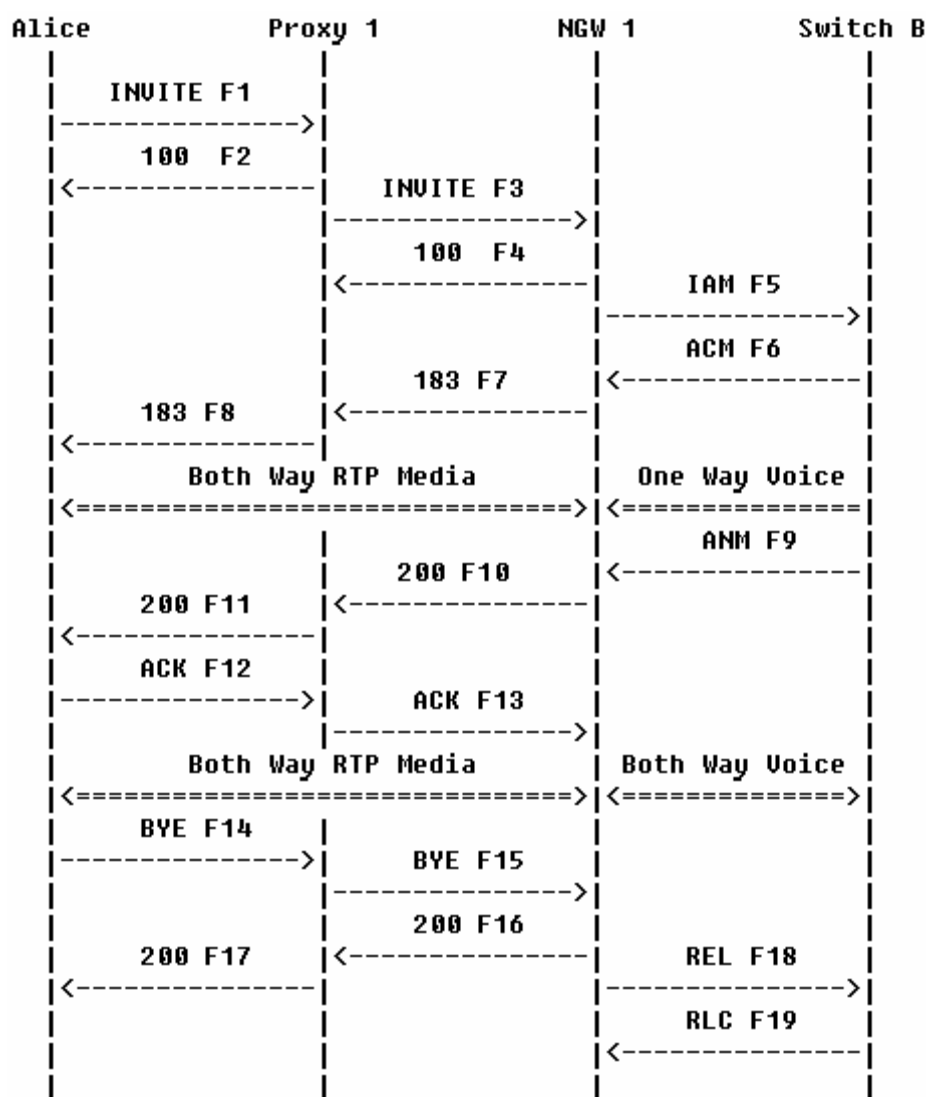 Alice Proxy 1 NGW 1 Switch B
INVITE F1
100 F2
INVITE F3
100 F4
IAM F5
ACM F6
183 F7
183 F8
Both Way RTP Media One Way Voice
ANM F9
200 F10
200 F11
ACK F12
ACK F13
Both Way RTP Media Both Way Voice
BYE F14
BYE F15
200 F16
200 F17 REL F18
RLC F19